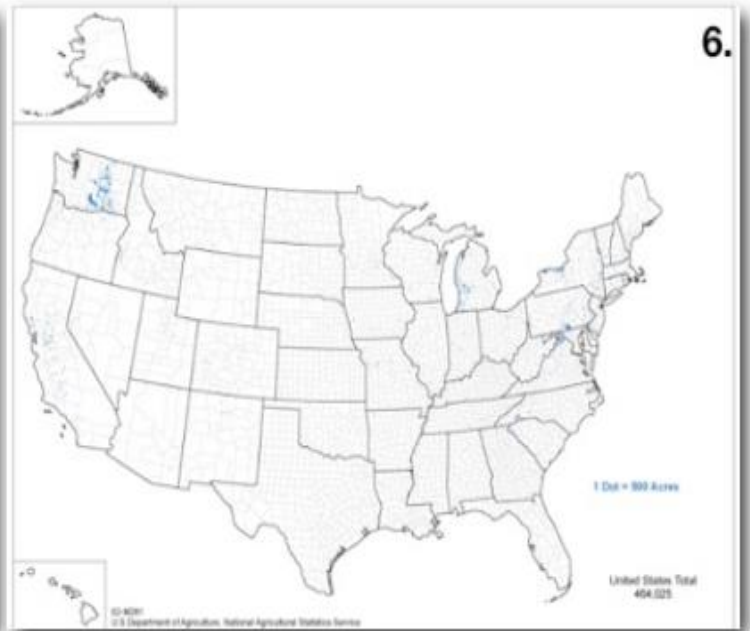 6.
1 Dot = 500 Acres
United States Total
464,025
U.S Department of Agriculture, National Agricultural Statistics Service